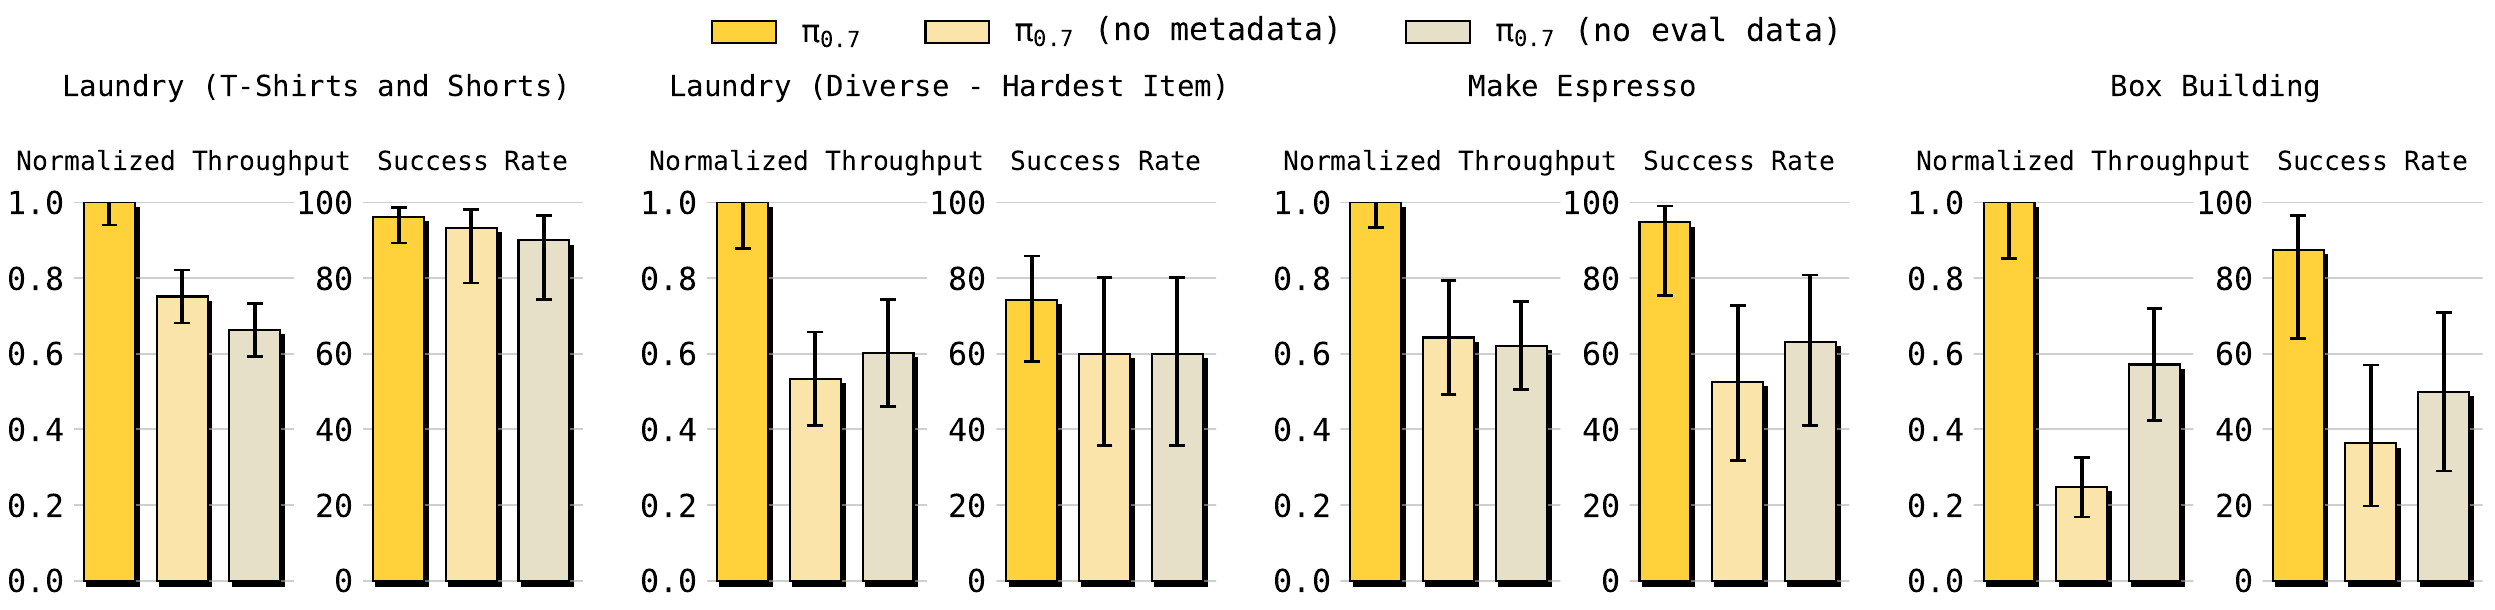 π0.7 π0.7 (no metadata) π0.7 (no eval data)
Laundry (T-Shirts and Shorts) Laundry (Diverse - Hardest Item) Make Espresso Box Building
Normalized Throughput Success Rate Normalized Throughput Success Rate Normalized Throughput Success Rate Normalized Throughput Success Rate
1.0 100 1.0 100 1.0 100 1.0 100
0.8 80 0.8 80 0.8 80 0.8 80
0.6 60 0.6 60 0.6 60 0.6 60
0.4 40 0.4 40 0.4 40 0.4 40
0.2 20 0.2 20 0.2 20 0.2 20
0.0 0 0.0 0 0.0 0 0.0 0